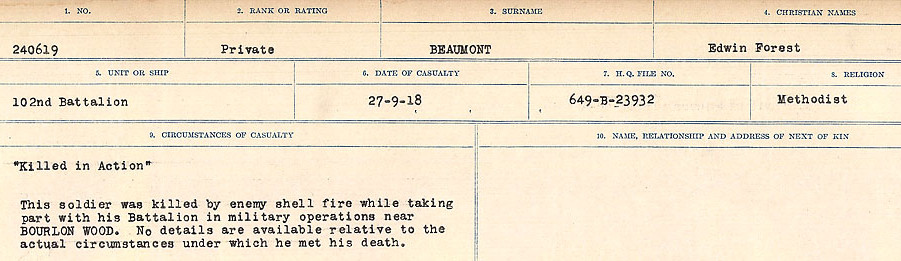 1. NO. 2. RANK OR RATING 3. SURNAME 4. CHRISTIAN NAMES
240619 Private BEAUMONT Edwin Forest
5. UNIT OR SHIP 6. DATE OF CASUALTY 7. H. Q. FILE NO. 8. RELIGION
102nd Battalion 27-9-18 649-B-23932 Methodist
9. CIRCUMSTANCES OF CASUALTY 10. NAME, RELATIONSHIP AND ADDRESS OF NEXT OF KIN
"Killed in Action"
This soldier was killed by enemy shell fire while taking
part with his Battalion in military operations near
BOURLON WOOD. No details are available relative to the
actual circumstances under which he met his death.